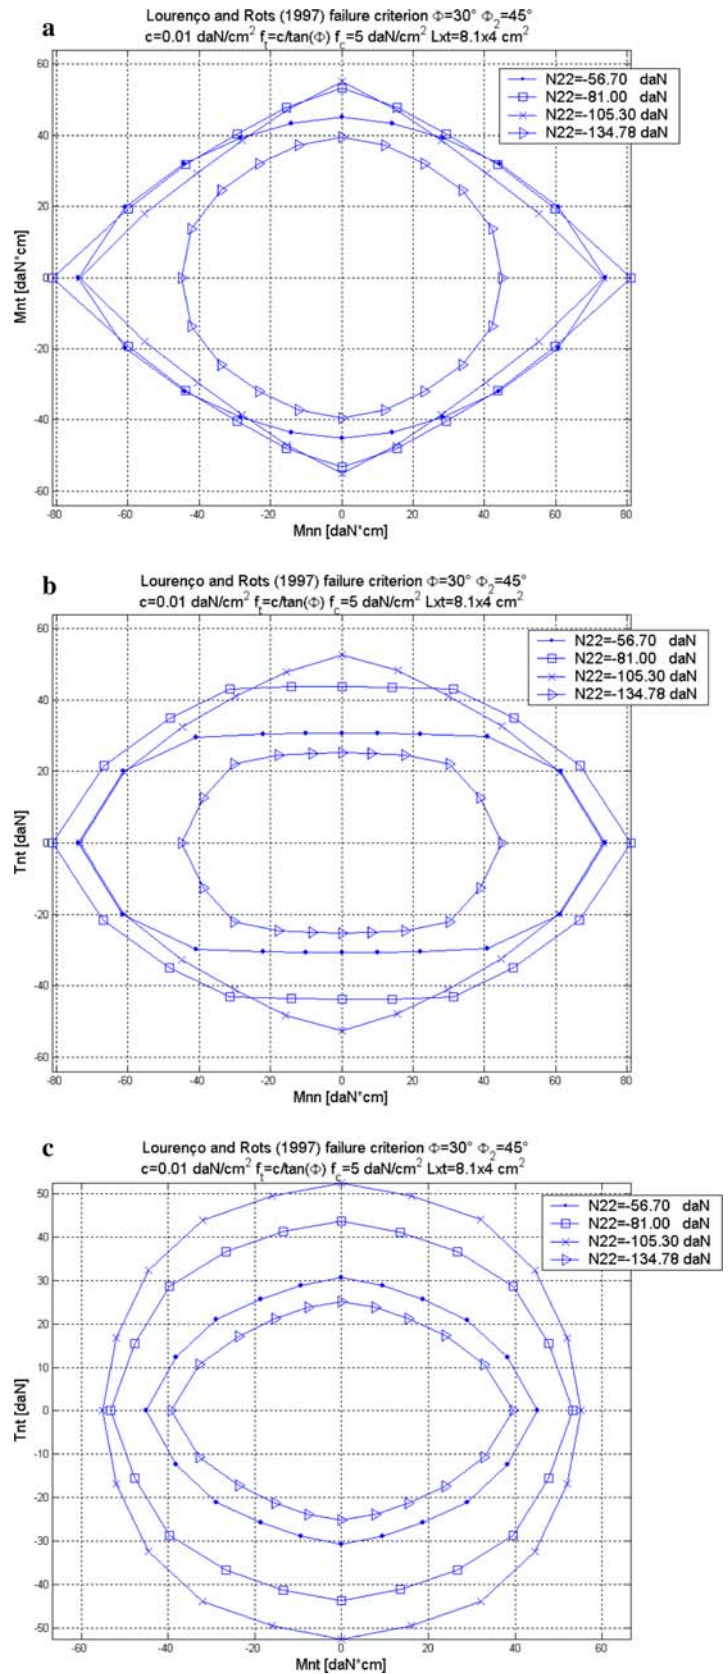 a
Lourenço and Rots (1997) failure criterion Φ=30° Φ₂=45°
c=0.01 daN/cm² fₜ=c/tan(Φ) f_c=5 daN/cm² Lxt=8.1x4 cm²
N22=-56.70 daN
N22=-81.00 daN
N22=-105.30 daN
N22=-134.78 daN
60
40
20
0
-20
-40
-60
Mnt [daN*cm]
-80 -60 -40 -20 0 20 40 60 80
Mnn [daN*cm]
b
Lourenço and Rots (1997) failure criterion Φ=30° Φ₂=45°
c=0.01 daN/cm² fₜ=c/tan(Φ) f_c=5 daN/cm² Lxt=8.1x4 cm²
N22=-56.70 daN
N22=-81.00 daN
N22=-105.30 daN
N22=-134.78 daN
60
40
20
0
-20
-40
-60
Tnt [daN]
-80 -60 -40 -20 0 20 40 60 80
Mnn [daN*cm]
c
Lourenço and Rots (1997) failure criterion Φ=30° Φ₂=45°
c=0.01 daN/cm² fₜ=c/tan(Φ) f_c=5 daN/cm² Lxt=8.1x4 cm²
N22=-56.70 daN
N22=-81.00 daN
N22=-105.30 daN
N22=-134.78 daN
50
40
30
20
10
0
-10
-20
-30
-40
-50
Tnt [daN]
-60 -40 -20 0 20 40 60
Mnt [daN*cm]